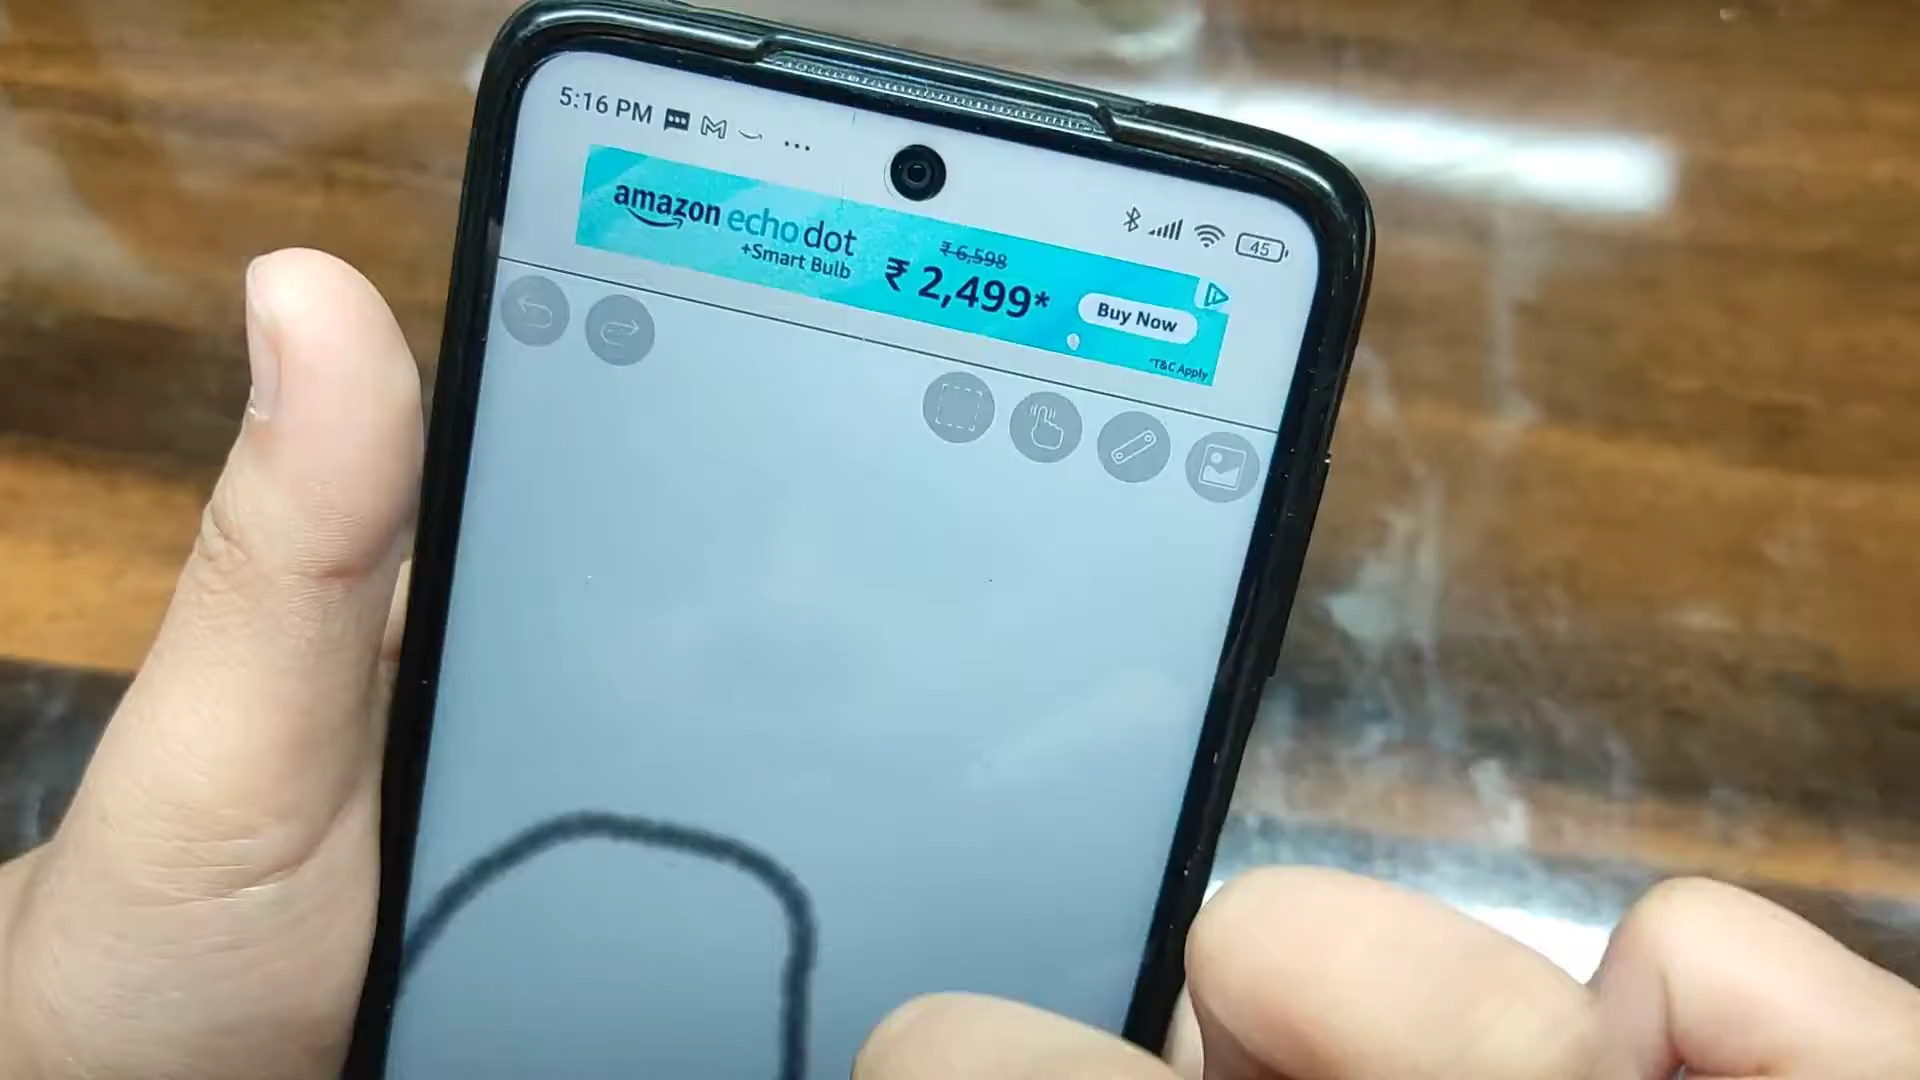 5:16 PM
45
amazon echo dot
+Smart Bulb
₹ 6,598
₹ 2,499*
Buy Now
*T&C Apply